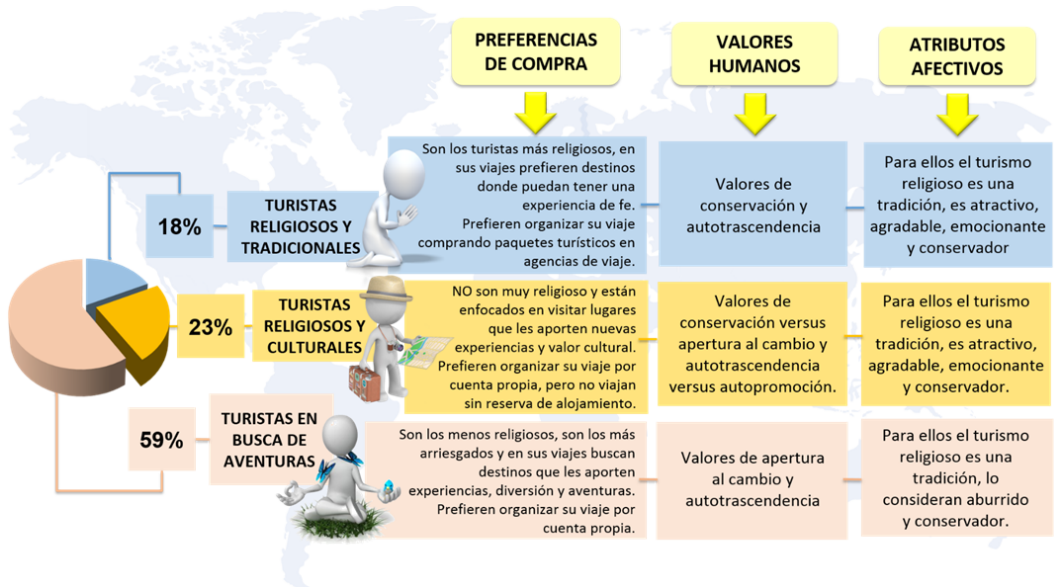 PREFERENCIAS
DE COMPRA
VALORES
HUMANOS
ATRIBUTOS
AFECTIVOS
18%
TURISTAS
RELIGIOSOS Y
TRADICIONALES
Son los turistas más religiosos, en
sus viajes prefieren destinos
donde puedan tener una
experiencia de fe.
Prefieren organizar su viaje
comprando paquetes turísticos en
agencias de viaje.
Valores de
conservación y
autotrascendencia
Para ellos el turismo
religioso es una
tradición, es atractivo,
agradable, emocionante
y conservador
23%
TURISTAS
RELIGIOSOS Y
CULTURALES
NO son muy religioso y están
enfocados en visitar lugares
que les aporten nuevas
experiencias y valor cultural.
Prefieren organizar su viaje por
cuenta propia, pero no viajan
sin reserva de alojamiento.
Valores de
conservación versus
apertura al cambio y
autotrascendencia
versus autopromoción.
Para ellos el turismo
religioso es una
tradición, es atractivo,
agradable, emocionante
y conservador.
59%
TURISTAS EN
BUSCA DE
AVENTURAS
Son los menos religiosos, son los más
arriesgados y en sus viajes buscan
destinos que les aporten
experiencias, diversión y aventuras.
Prefieren organizar su viaje por
cuenta propia.
Valores de apertura
al cambio y
autotrascendencia
Para ellos el turismo
religioso es una
tradición, lo
consideran aburrido
y conservador.